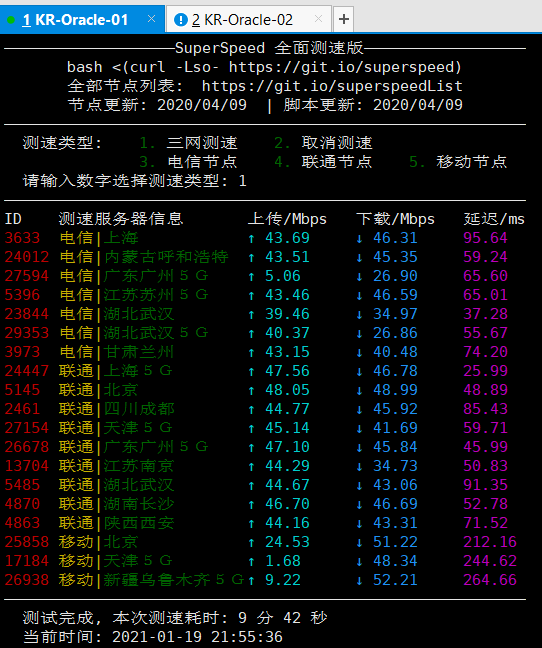 1 KR-Oracle-01 × 2 KR-Oracle-02 × +
SuperSpeed 全面测速版
bash <(curl -Lso- https://git.io/superspeed)
全部节点列表: https://git.io/superspeedList
节点更新: 2020/04/09 | 脚本更新: 2020/04/09
测速类型: 1. 三网测速 2. 取消测速
3. 电信节点 4. 联通节点 5. 移动节点
请输入数字选择测速类型: 1
ID 测速服务器信息 上传/Mbps 下载/Mbps 延迟/ms
3633 电信|上海 ↑ 43.69 ↓ 46.31 95.64
24012 电信|内蒙古呼和浩特 ↑ 43.51 ↓ 45.35 59.24
27594 电信|广东广州５Ｇ ↑ 5.06 ↓ 26.90 65.60
5396 电信|江苏苏州５Ｇ ↑ 43.46 ↓ 46.59 65.01
23844 电信|湖北武汉 ↑ 39.46 ↓ 34.97 37.28
29353 电信|湖北武汉５Ｇ ↑ 40.37 ↓ 26.86 55.67
3973 电信|甘肃兰州 ↑ 43.15 ↓ 40.48 74.20
24447 联通|上海５Ｇ ↑ 47.56 ↓ 46.78 25.99
5145 联通|北京 ↑ 48.05 ↓ 48.99 48.89
2461 联通|四川成都 ↑ 44.77 ↓ 45.92 85.43
27154 联通|天津５Ｇ ↑ 45.14 ↓ 41.69 59.71
26678 联通|广东广州５Ｇ ↑ 47.10 ↓ 45.84 45.99
13704 联通|江苏南京 ↑ 44.29 ↓ 34.73 50.83
5485 联通|湖北武汉 ↑ 44.67 ↓ 43.06 91.35
4870 联通|湖南长沙 ↑ 46.70 ↓ 46.69 52.78
4863 联通|陕西西安 ↑ 44.16 ↓ 43.31 71.52
25858 移动|北京 ↑ 24.53 ↓ 51.22 212.16
17184 移动|天津５Ｇ ↑ 1.68 ↓ 48.34 244.62
26938 移动|新疆乌鲁木齐５Ｇ↑ 9.22 ↓ 52.21 264.66
测试完成, 本次测速耗时: 9 分 42 秒
当前时间: 2021-01-19 21:55:36